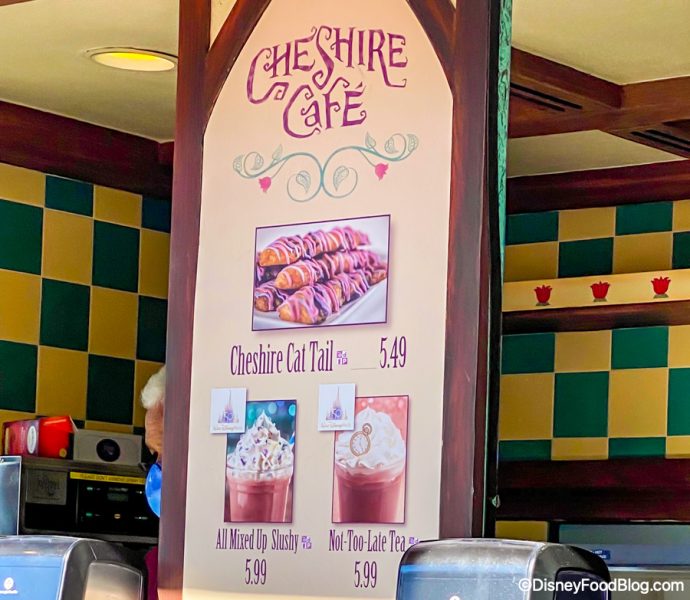 CHESHIRE
CAFÉ
Cheshire Cat Tail 5.49
All Mixed Up Slushy
5.99
Not-Too-Late Tea
5.99
©DisneyFoodBlog.com